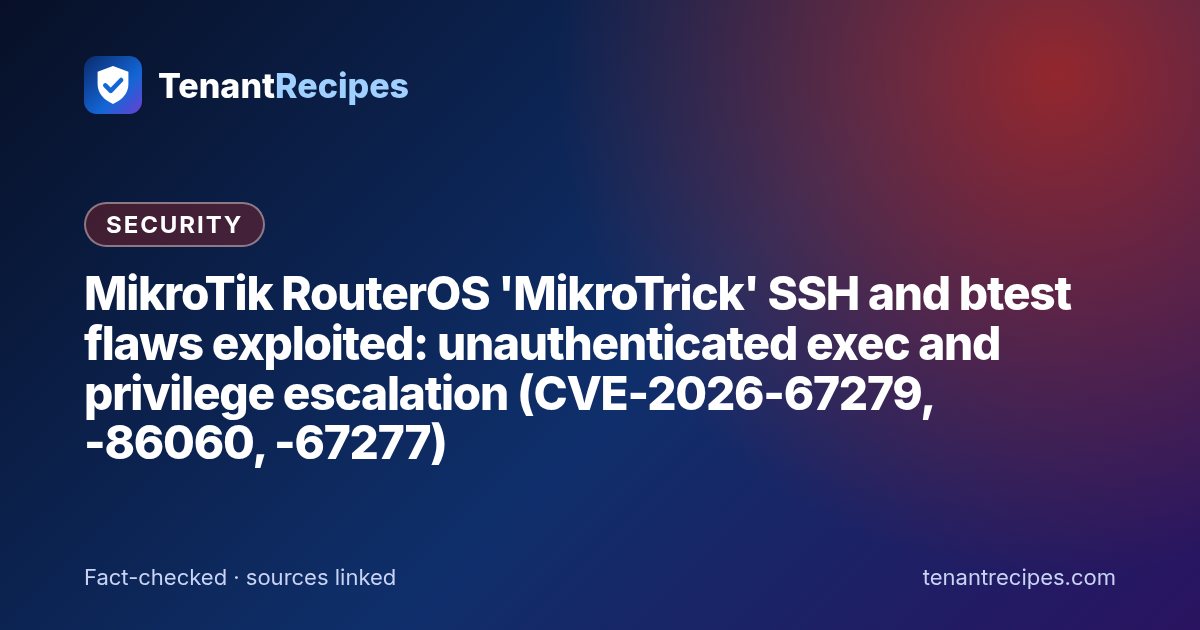 TenantRecipes
SECURITY
MikroTik RouterOS 'MikroTrick' SSH and btest
flaws exploited: unauthenticated exec and
privilege escalation (CVE-2026-67279,
-86060, -67277)
Fact-checked · sources linked
tenantrecipes.com